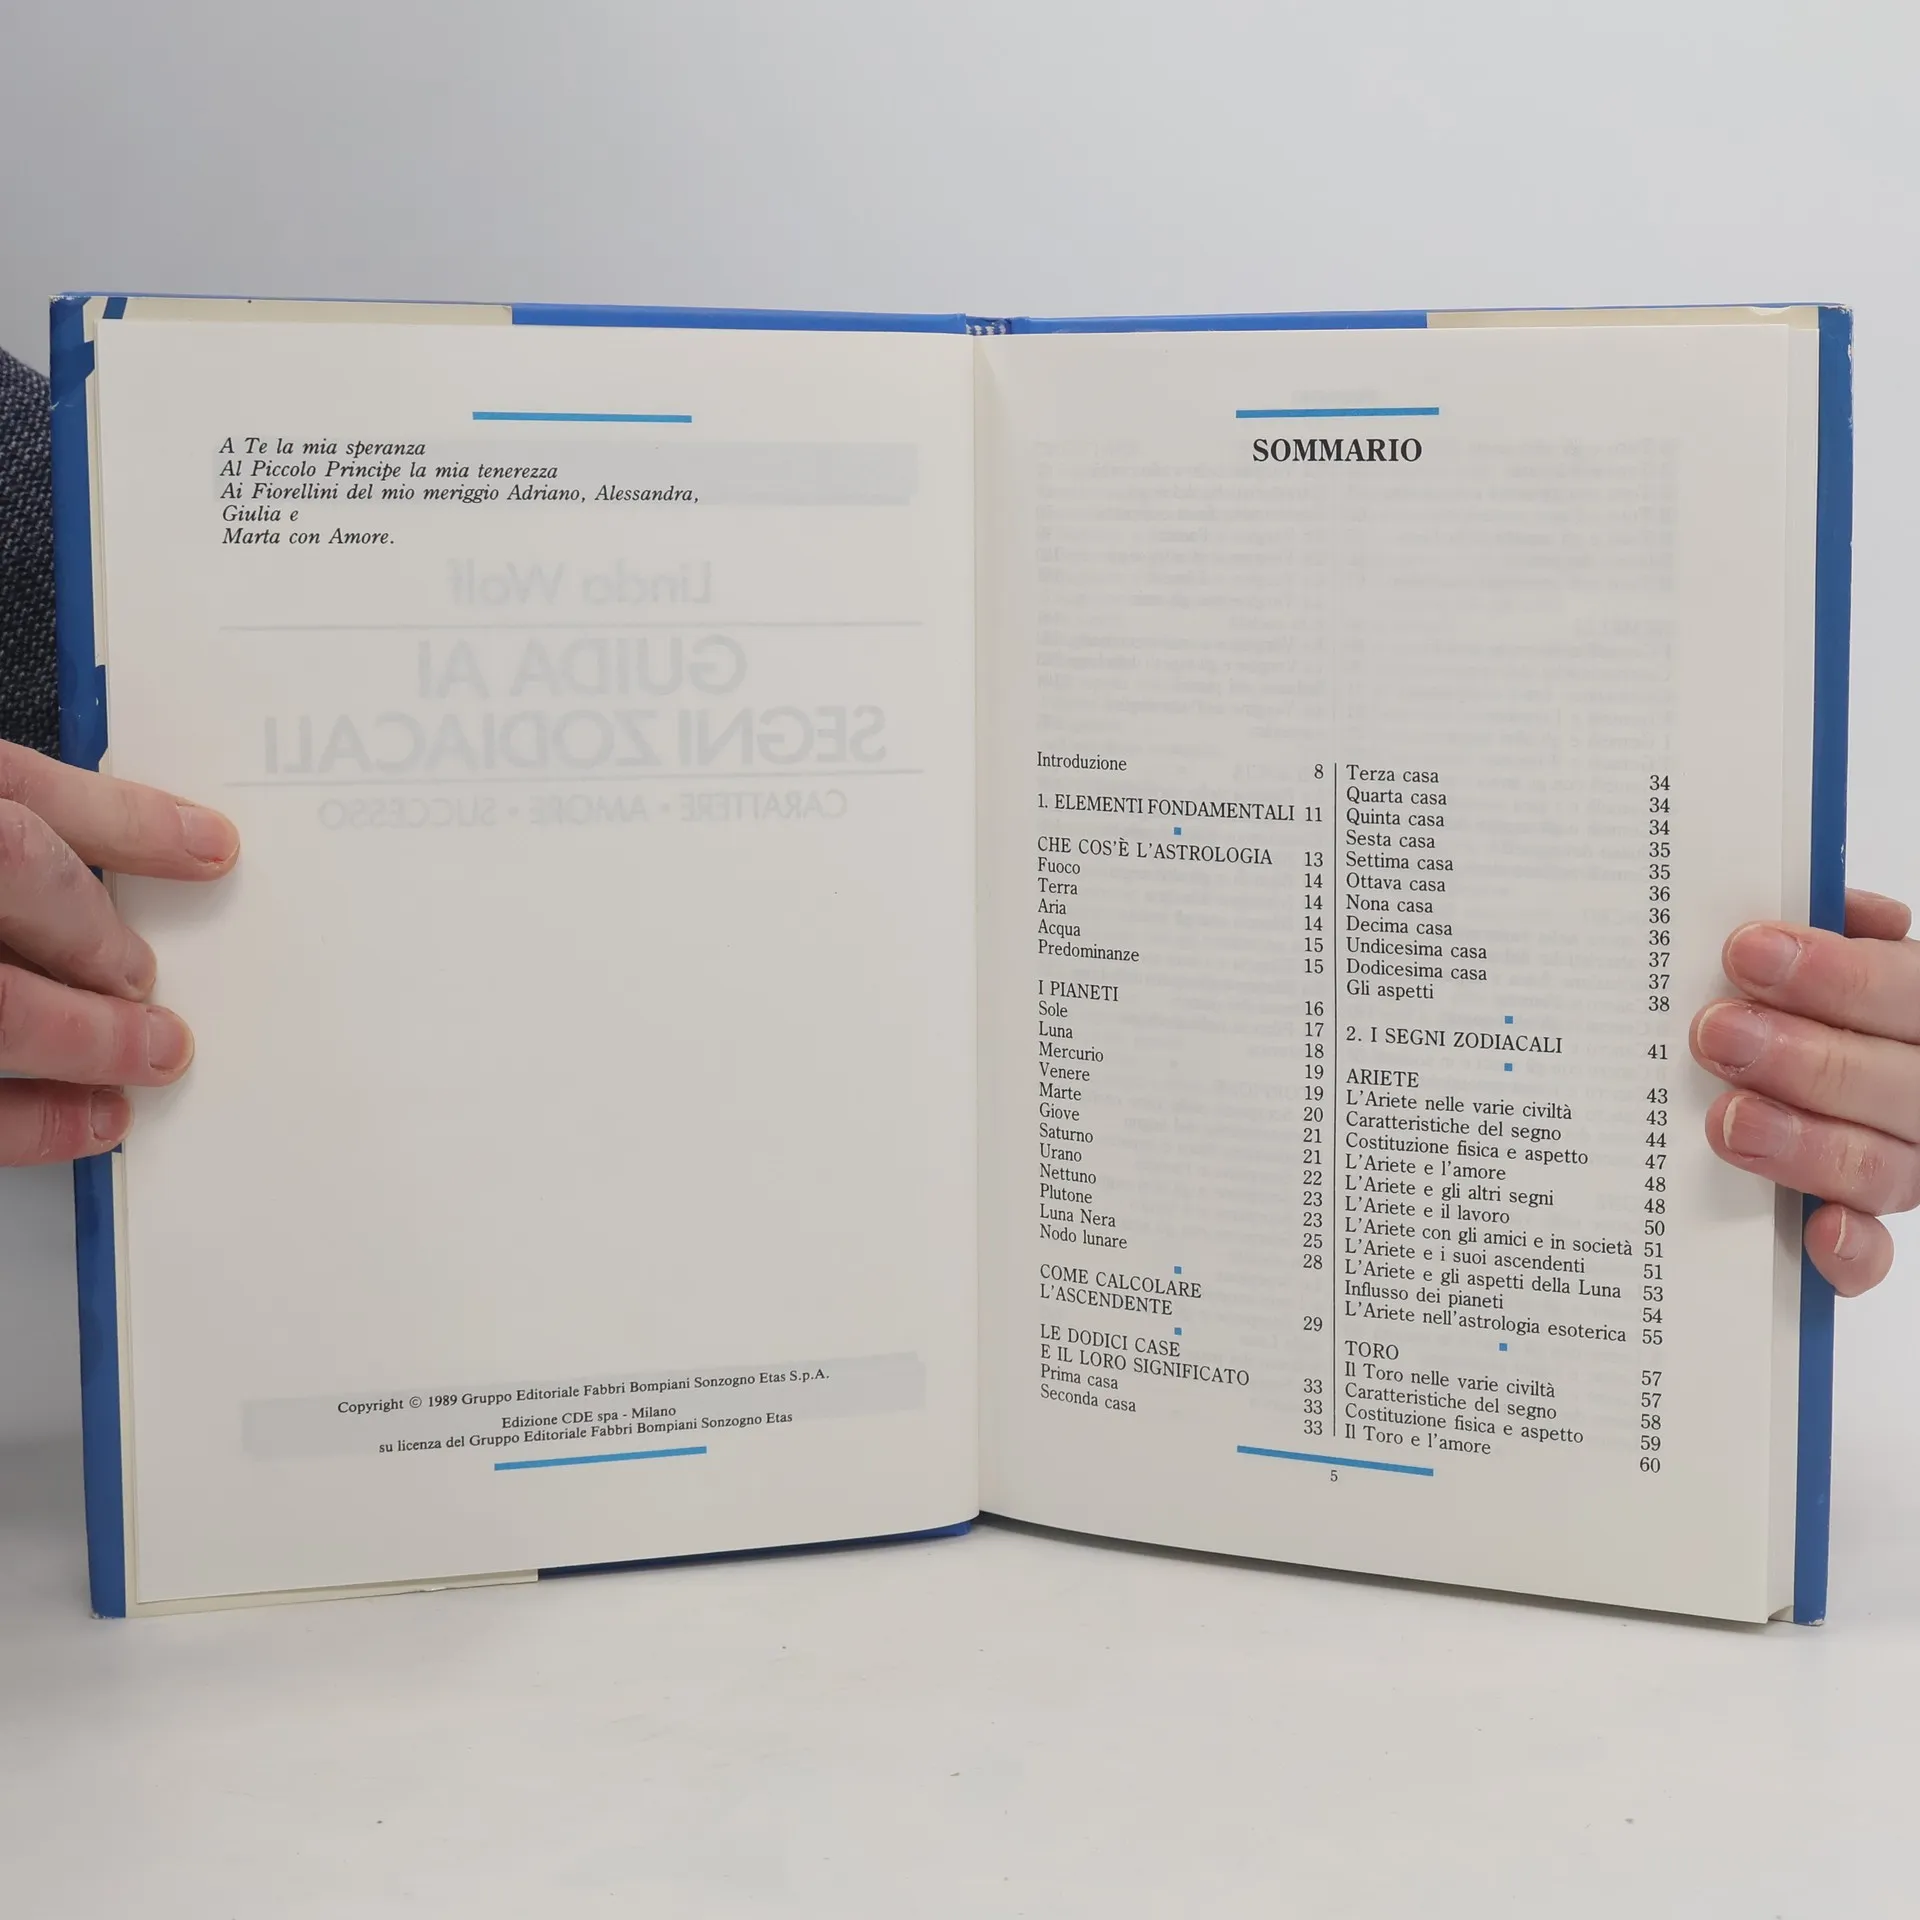 A Te la mia speranza
Al Piccolo Principe la mia tenerezza
Ai Fiorellini del mio meriggio Adriano, Alessandra,
Giulia e
Marta con Amore.
Linda Wolf
GUIDA AI
SEGNI ZODIACALI
CARATTERE • AMORE • SUCCESSO
Copyright © 1989 Gruppo Editoriale Fabbri Bompiani Sonzogno Etas S.p.A.
Edizione CDE spa - Milano
su licenza del Gruppo Editoriale Fabbri Bompiani Sonzogno Etas
SOMMARIO
Introduzione 8
1. ELEMENTI FONDAMENTALI 11
CHE COS'È L'ASTROLOGIA 13
Fuoco 14
Terra 14
Aria 14
Acqua 15
Predominanze 15
I PIANETI 16
Sole 17
Luna 18
Mercurio 19
Venere 19
Marte 20
Giove 21
Saturno 21
Urano 22
Nettuno 23
Plutone 23
Luna Nera 25
Nodo lunare 28
COME CALCOLARE
L'ASCENDENTE 29
LE DODICI CASE
E IL LORO SIGNIFICATO 33
Prima casa 33
Seconda casa 33
Terza casa 34
Quarta casa 34
Quinta casa 34
Sesta casa 35
Settima casa 35
Ottava casa 36
Nona casa 36
Decima casa 36
Undicesima casa 37
Dodicesima casa 37
Gli aspetti 38
2. I SEGNI ZODIACALI 41
ARIETE 43
L'Ariete nelle varie civiltà 43
Caratteristiche del segno 44
Costituzione fisica e aspetto 47
L'Ariete e l'amore 48
L'Ariete e gli altri segni 48
L'Ariete e il lavoro 50
L'Ariete con gli amici e in società 51
L'Ariete e i suoi ascendenti 51
L'Ariete e gli aspetti della Luna 53
Influsso dei pianeti 54
L'Ariete nell'astrologia esoterica 55
TORO 57
Il Toro nelle varie civiltà 57
Caratteristiche del segno 58
Costituzione fisica e aspetto 59
Il Toro e l'amore 60
5